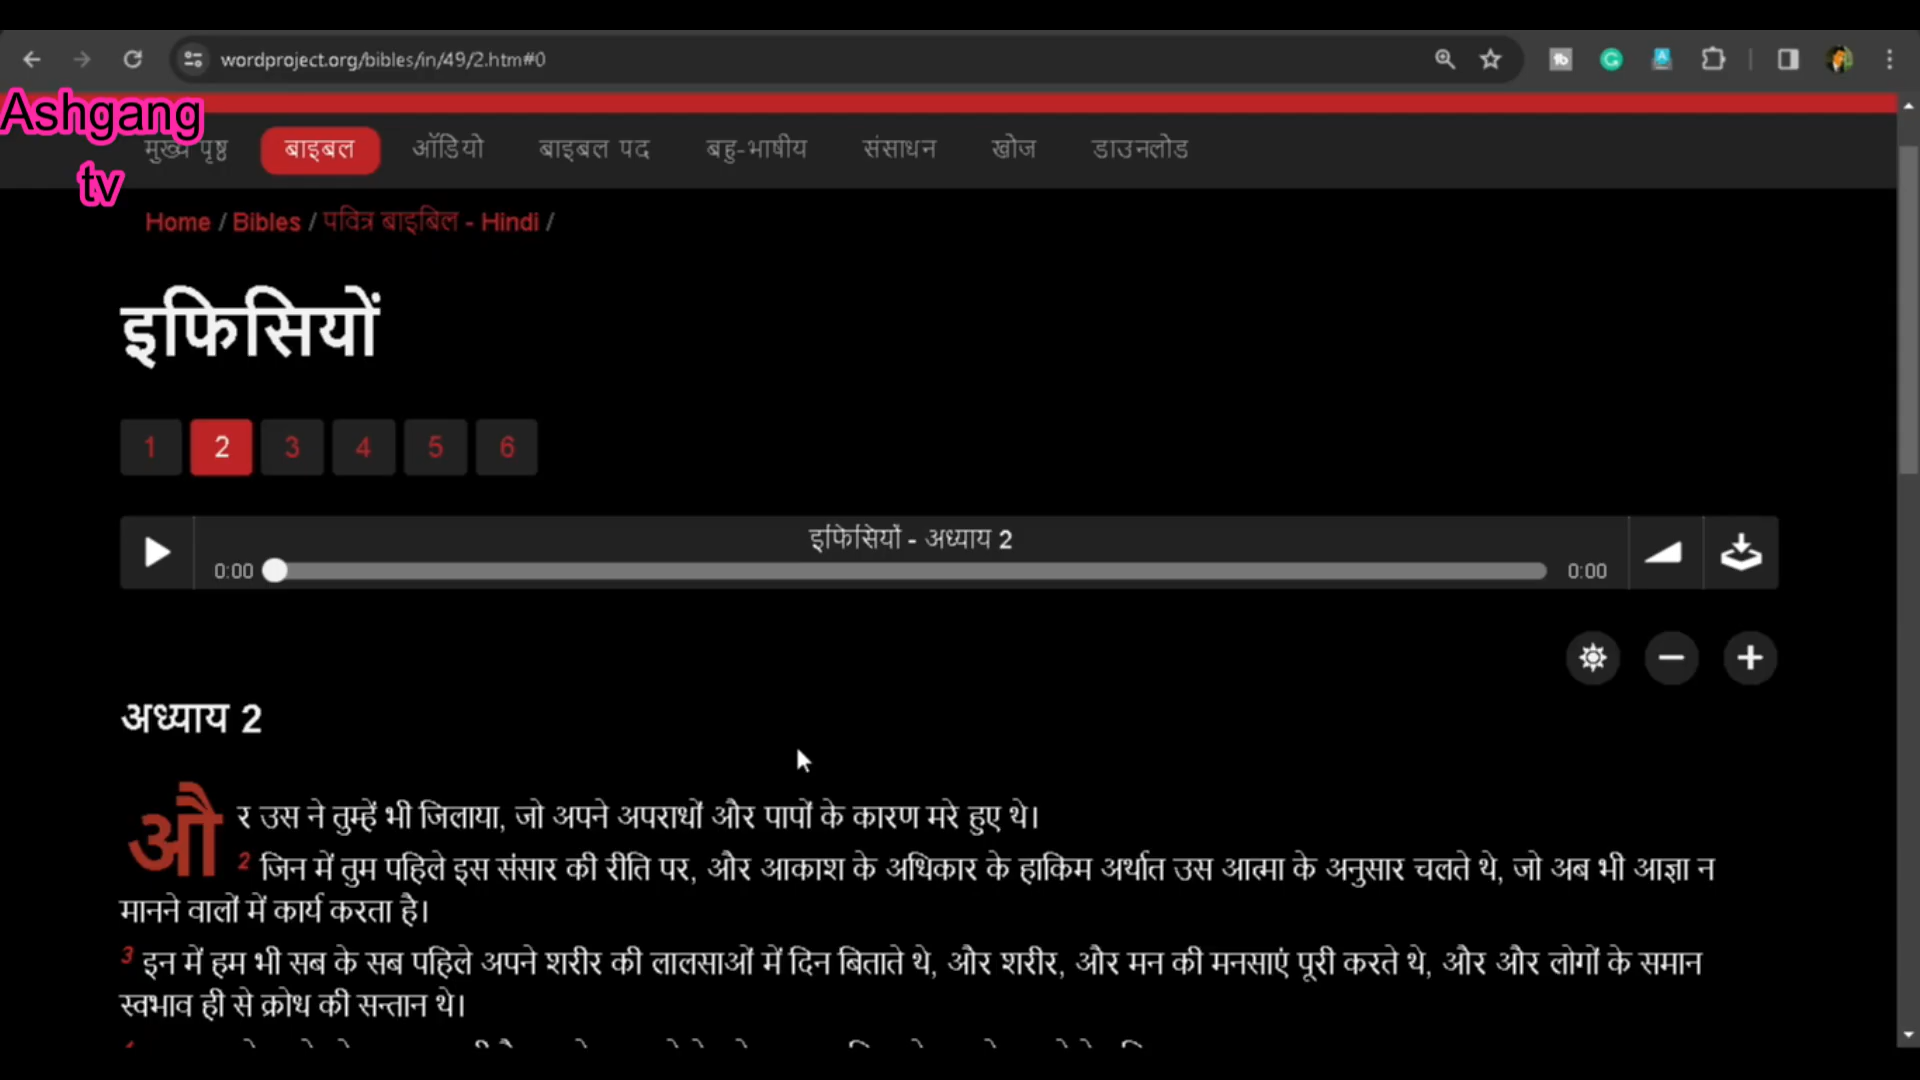 wordproject.org/bibles/in/49/2.htm#0
Ashgang
tv
मुख्य पृष्ठ बाइबल ऑडियो बाइबल पद बहु-भाषीय संसाधन खोज डाउनलोड
Home / Bibles / पवित्र बाइबिल - Hindi /
इफिसियों
1 2 3 4 5 6
इफिसियों - अध्याय 2
0:00 0:00
अध्याय 2
और उस ने तुम्हें भी जिलाया, जो अपने अपराधों और पापों के कारण मरे हुए थे।
2 जिन में तुम पहिले इस संसार की रीति पर, और आकाश के अधिकार के हाकिम अर्थात उस आत्मा के अनुसार चलते थे, जो अब भी आज्ञा न
मानने वालों में कार्य करता है।
3 इन में हम भी सब के सब पहिले अपने शरीर की लालसाओं में दिन बिताते थे, और शरीर, और मन की मनसाएं पूरी करते थे, और और लोगों के समान
स्वभाव ही से क्रोध की सन्तान थे।